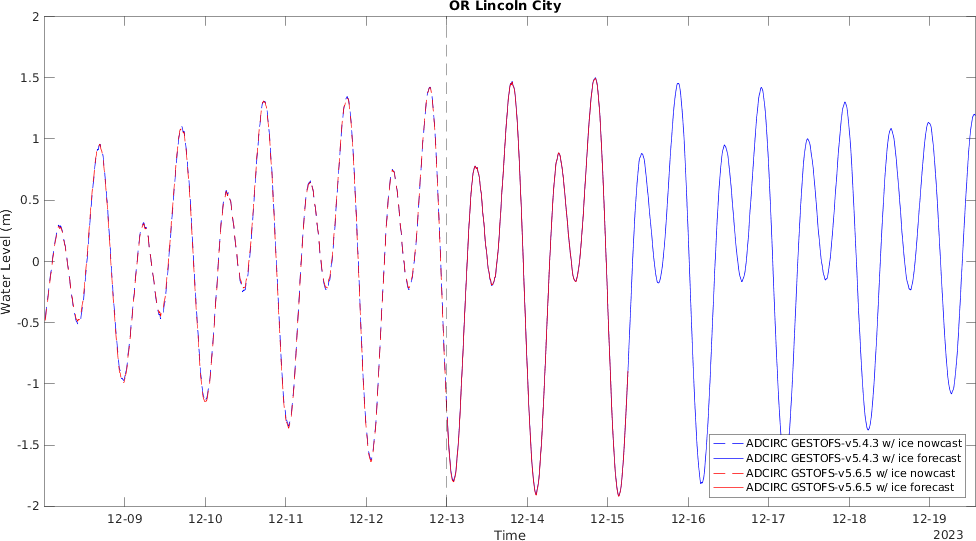 OR Lincoln City
2
1.5
1
0.5
0
-0.5
-1
-1.5
-2
Water Level (m)
12-09 12-10 12-11 12-12 12-13 12-14 12-15 12-16 12-17 12-18 12-19
2023
Time
ADCIRC GESTOFS-v5.4.3 w/ ice nowcast
ADCIRC GESTOFS-v5.4.3 w/ ice forecast
ADCIRC GSTOFS-v5.6.5 w/ ice nowcast
ADCIRC GSTOFS-v5.6.5 w/ ice forecast